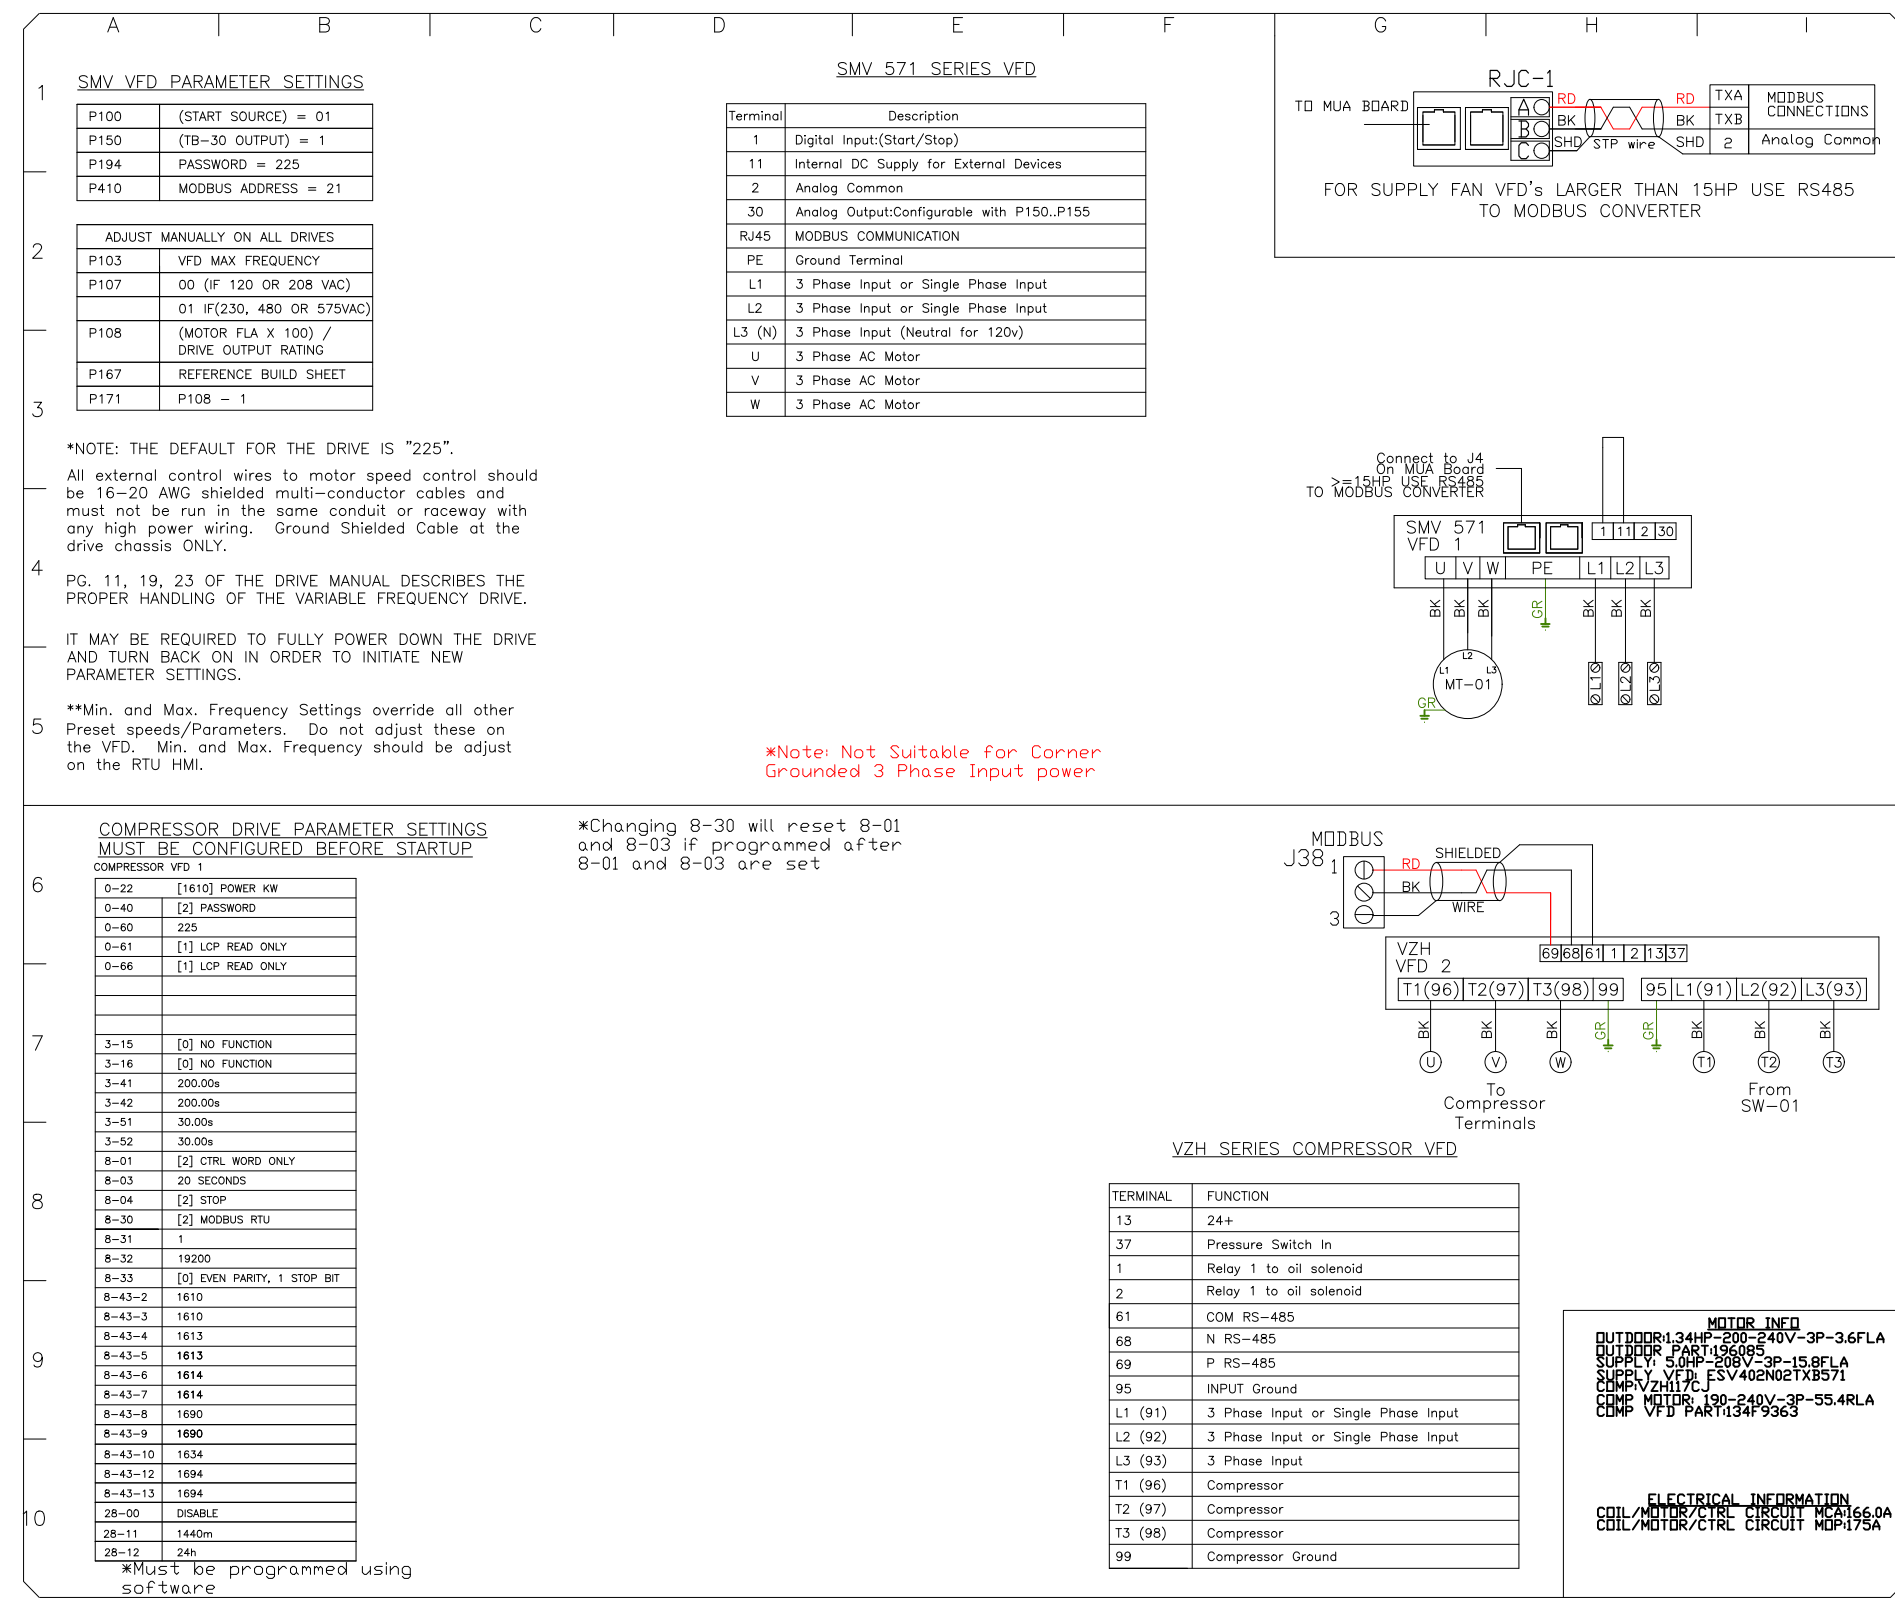 A B C D E F G H I
1
2
3
4
5
6
7
8
9
10
SMV VFD PARAMETER SETTINGS
P100 (START SOURCE) = 01
P150 (TB-30 OUTPUT) = 1
P194 PASSWORD = 225
P410 MODBUS ADDRESS = 21
ADJUST MANUALLY ON ALL DRIVES
P103 VFD MAX FREQUENCY
P107 00 (IF 120 OR 208 VAC)
01 IF(230, 480 OR 575VAC)
P108 (MOTOR FLA X 100) /
DRIVE OUTPUT RATING
P167 REFERENCE BUILD SHEET
P171 P108 - 1
*NOTE: THE DEFAULT FOR THE DRIVE IS "225".
All external control wires to motor speed control should
be 16-20 AWG shielded multi-conductor cables and
must not be run in the same conduit or raceway with
any high power wiring. Ground Shielded Cable at the
drive chassis ONLY.
PG. 11, 19, 23 OF THE DRIVE MANUAL DESCRIBES THE
PROPER HANDLING OF THE VARIABLE FREQUENCY DRIVE.
IT MAY BE REQUIRED TO FULLY POWER DOWN THE DRIVE
AND TURN BACK ON IN ORDER TO INITIATE NEW
PARAMETER SETTINGS.
**Min. and Max. Frequency Settings override all other
Preset speeds/Parameters. Do not adjust these on
the VFD. Min. and Max. Frequency should be adjust
on the RTU HMI.
SMV 571 SERIES VFD
Terminal Description
1 Digital Input:(Start/Stop)
11 Internal DC Supply for External Devices
2 Analog Common
30 Analog Output:Configurable with P150..P155
RJ45 MODBUS COMMUNICATION
PE Ground Terminal
L1 3 Phase Input or Single Phase Input
L2 3 Phase Input or Single Phase Input
L3 (N) 3 Phase Input (Neutral for 120v)
U 3 Phase AC Motor
V 3 Phase AC Motor
W 3 Phase AC Motor
*Note: Not Suitable for Corner
Grounded 3 Phase Input power
RJC-1
TO MUA BOARD
A RD RD TXA MODBUS
CONNECTIONS
B BK BK TXB
C SHD STP wire SHD 2 Analog Common
FOR SUPPLY FAN VFD's LARGER THAN 15HP USE RS485
TO MODBUS CONVERTER
Connect to J4
On MUA Board
>=15HP USE RS485
TO MODBUS CONVERTER
SMV 571
VFD 1
1 11 2 30
U V W PE L1 L2 L3
BK BK BK GR BK BK BK
L1 L2 L3
MT-01
GR
L1 L2 L3
COMPRESSOR DRIVE PARAMETER SETTINGS
MUST BE CONFIGURED BEFORE STARTUP
COMPRESSOR VFD 1
0-22 [1610] POWER KW
0-40 [2] PASSWORD
0-60 225
0-61 [1] LCP READ ONLY
0-66 [1] LCP READ ONLY
3-15 [0] NO FUNCTION
3-16 [0] NO FUNCTION
3-41 200.00s
3-42 200.00s
3-51 30.00s
3-52 30.00s
8-01 [2] CTRL WORD ONLY
8-03 20 SECONDS
8-04 [2] STOP
8-30 [2] MODBUS RTU
8-31 1
8-32 19200
8-33 [0] EVEN PARITY, 1 STOP BIT
8-43-2 1610
8-43-3 1610
8-43-4 1613
8-43-5 1613
8-43-6 1614
8-43-7 1614
8-43-8 1690
8-43-9 1690
8-43-10 1634
8-43-12 1694
8-43-13 1694
28-00 DISABLE
28-11 1440m
28-12 24h
*Must be programmed using
software
*Changing 8-30 will reset 8-01
and 8-03 if programmed after
8-01 and 8-03 are set
MODBUS
J38
1
3
RD
BK
SHIELDED
WIRE
VZH
VFD 2
69 68 61 1 2 13 37
T1(96) T2(97) T3(98) 99 95 L1(91) L2(92) L3(93)
BK BK BK GR GR BK BK BK
U V W T1 T2 T3
To
Compressor
Terminals
From
SW-01
VZH SERIES COMPRESSOR VFD
TERMINAL FUNCTION
13 24+
37 Pressure Switch In
1 Relay 1 to oil solenoid
2 Relay 1 to oil solenoid
61 COM RS-485
68 N RS-485
69 P RS-485
95 INPUT Ground
L1 (91) 3 Phase Input or Single Phase Input
L2 (92) 3 Phase Input or Single Phase Input
L3 (93) 3 Phase Input
T1 (96) Compressor
T2 (97) Compressor
T3 (98) Compressor
99 Compressor Ground
MOTOR INFO
OUTDOOR:1.34HP-200-240V-3P-3.6FLA
OUTDOOR PART:196085
SUPPLY: 5.0HP-208V-3P-15.8FLA
SUPPLY VFD: ESV402N02TXB571
COMP:VZH117CJ
COMP MOTOR: 190-240V-3P-55.4RLA
COMP VFD PART:134F9363
ELECTRICAL INFORMATION
COIL/MOTOR/CTRL CIRCUIT MCA:166.0A
COIL/MOTOR/CTRL CIRCUIT MOP:175A